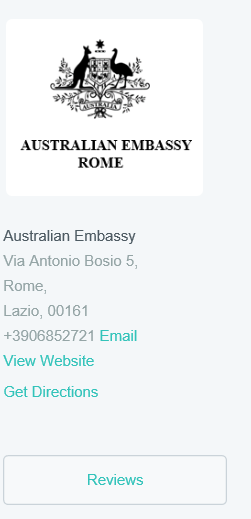 AUSTRALIA
AUSTRALIAN EMBASSY
ROME
Australian Embassy
Via Antonio Bosio 5,
Rome,
Lazio, 00161
+3906852721 Email
View Website
Get Directions
Reviews